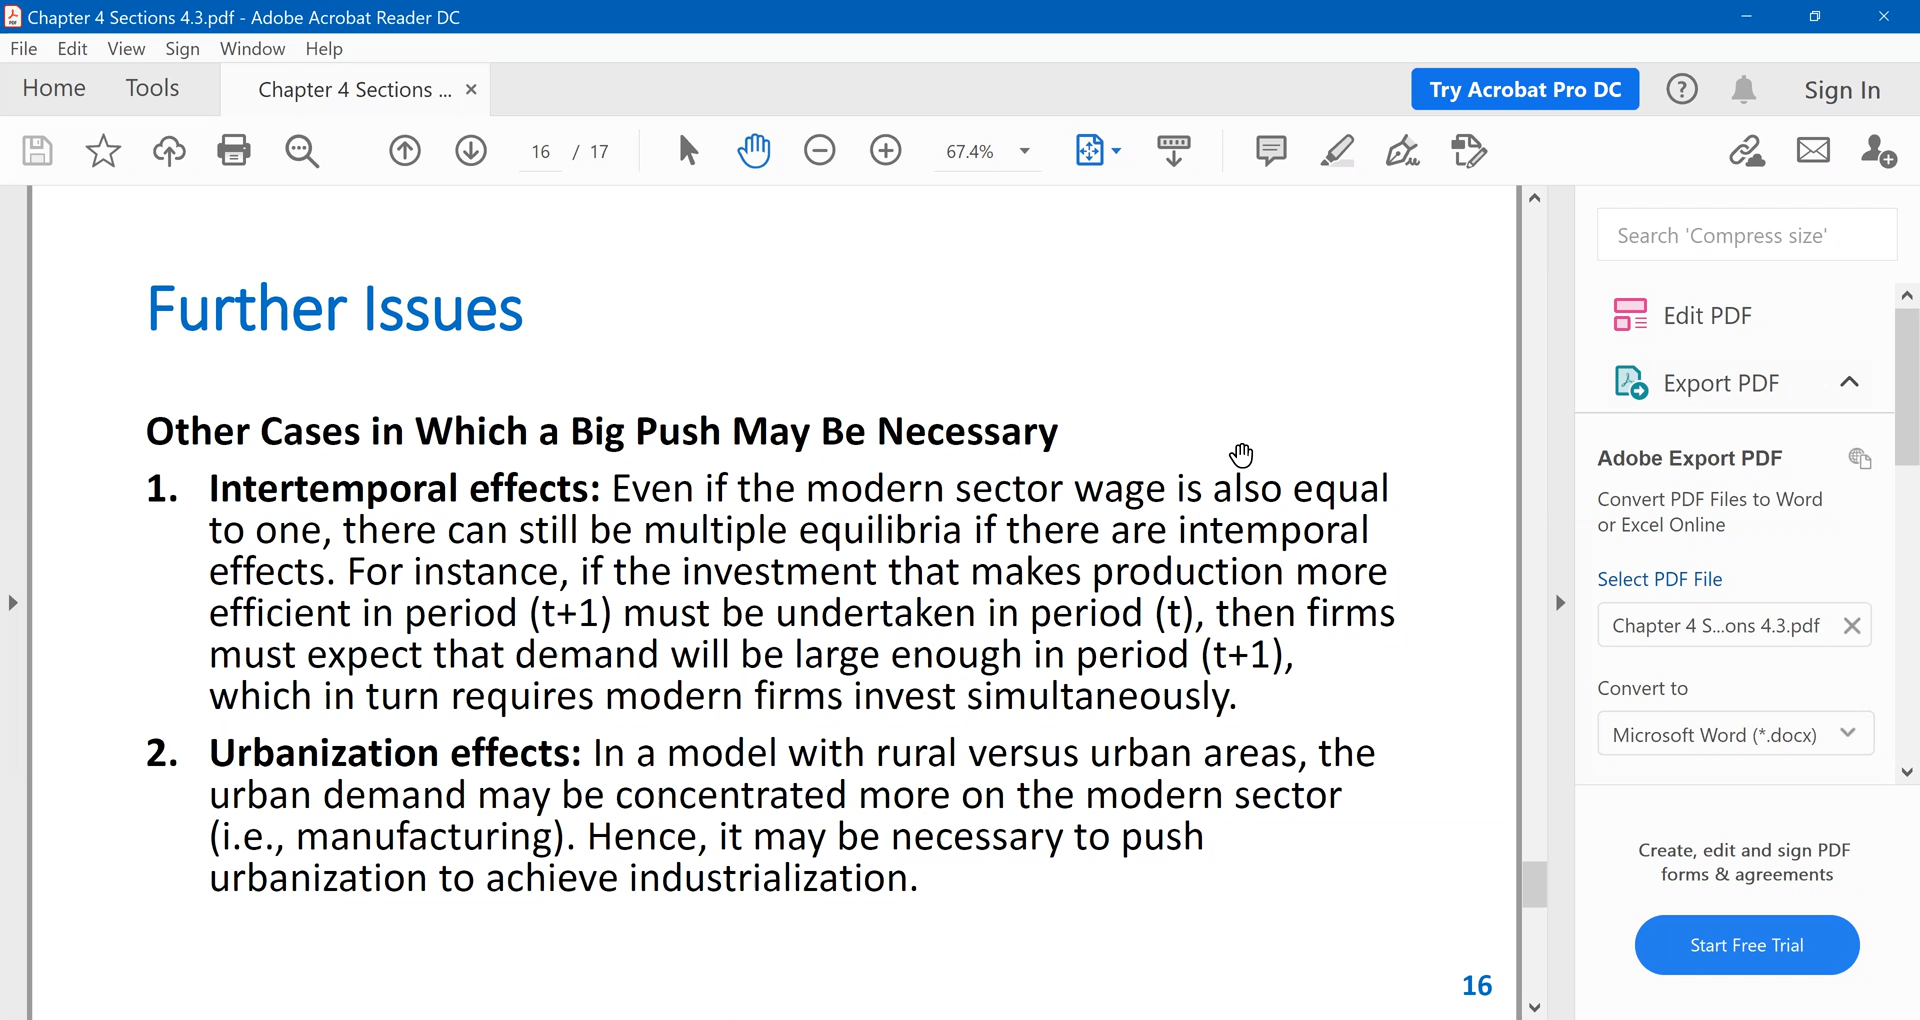 Chapter 4 Sections 4.3.pdf - Adobe Acrobat Reader DC
File Edit View Sign Window Help
Home Tools Chapter 4 Sections ... Try Acrobat Pro DC Sign In
16 / 17 67.4%
Further Issues
Other Cases in Which a Big Push May Be Necessary
1. Intertemporal effects: Even if the modern sector wage is also equal
to one, there can still be multiple equilibria if there are intemporal
effects. For instance, if the investment that makes production more
efficient in period (t+1) must be undertaken in period (t), then firms
must expect that demand will be large enough in period (t+1),
which in turn requires modern firms invest simultaneously.
2. Urbanization effects: In a model with rural versus urban areas, the
urban demand may be concentrated more on the modern sector
(i.e., manufacturing). Hence, it may be necessary to push
urbanization to achieve industrialization.
16
Search 'Compress size'
Edit PDF
Export PDF
Adobe Export PDF
Convert PDF Files to Word
or Excel Online
Select PDF File
Chapter 4 S...ons 4.3.pdf
Convert to
Microsoft Word (*.docx)
Create, edit and sign PDF
forms & agreements
Start Free Trial